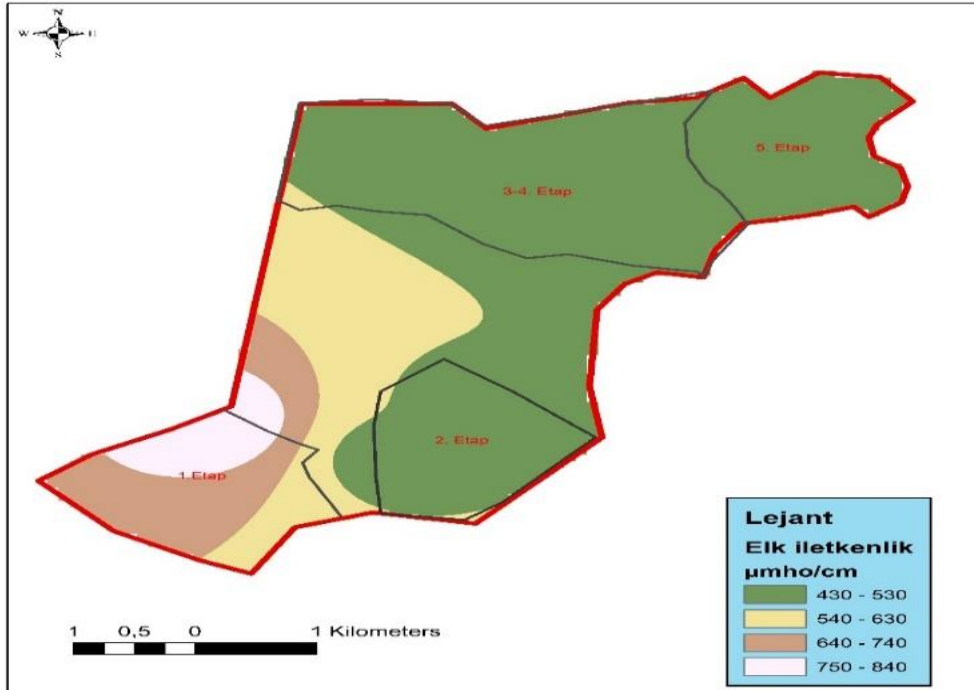 N
W E
S
5. Etap
3-4. Etap
2. Etap
1.Etap
Lejant
Elk iletkenlik
µmho/cm
430 - 530
540 - 630
640 - 740
750 - 840
1 0,5 0 1 Kilometers